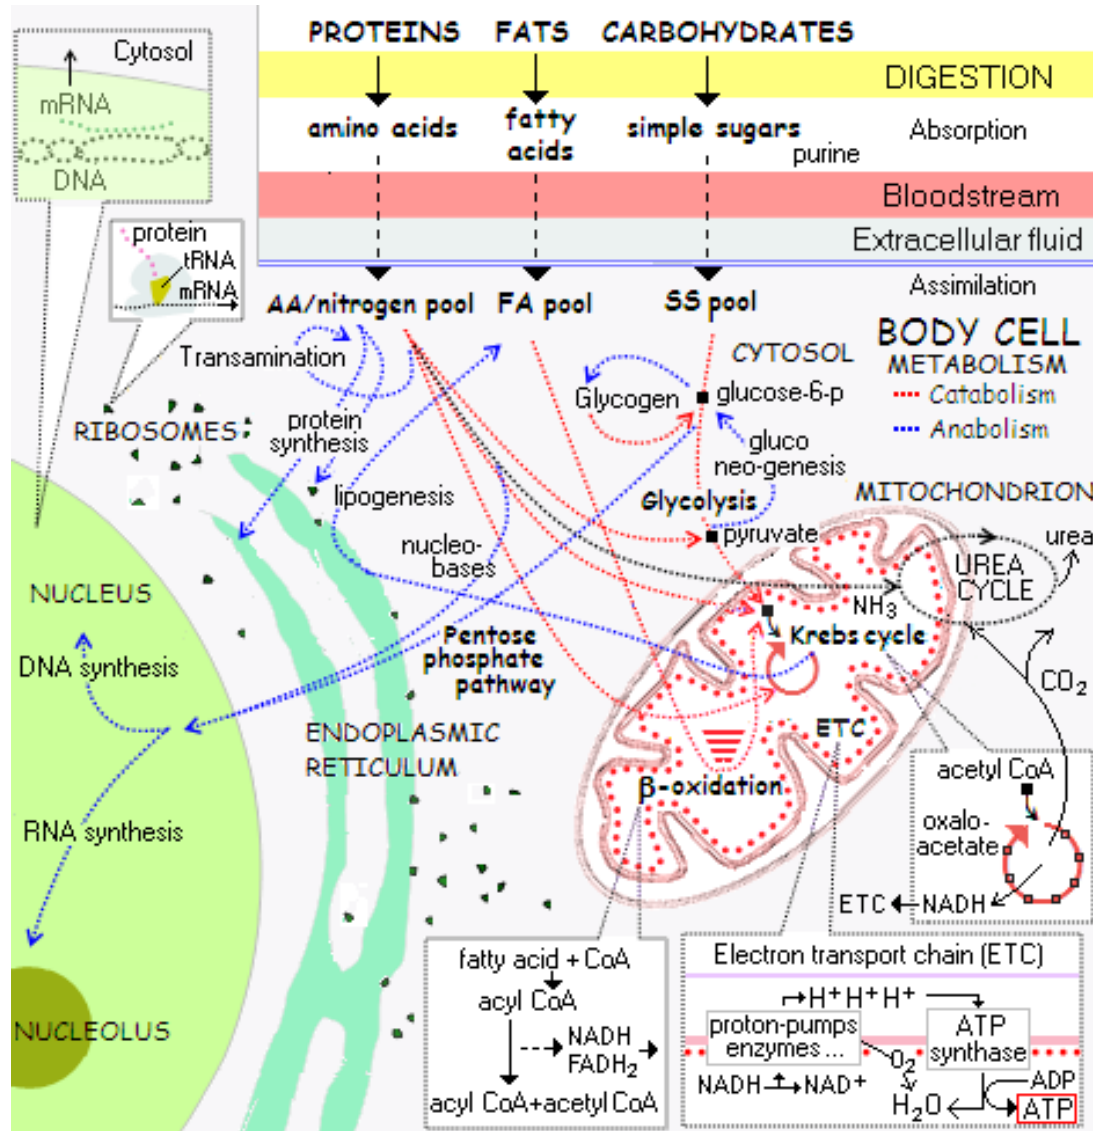 PROTEINS FATS CARBOHYDRATES
DIGESTION
amino acids
fatty
acids
simple sugars
purine
Absorption
Bloodstream
Extracellular fluid
Assimilation
Cytosol
mRNA
DNA
protein
tRNA
mRNA
AA/nitrogen pool
FA pool
SS pool
BODY CELL
METABOLISM
Catabolism
Anabolism
Transamination
CYTOSOL
Glycogen
glucose-6-p
RIBOSOMES
protein
synthesis
gluco
neo-genesis
lipogenesis
Glycolysis
MITOCHONDRION
pyruvate
nucleo-
bases
urea
UREA
CYCLE
NH3
NUCLEUS
Krebs cycle
DNA synthesis
Pentose
phosphate
pathway
CO2
ENDOPLASMIC
RETICULUM
ETC
β-oxidation
RNA synthesis
acetyl CoA
oxalo-
acetate
ETC NADH
NUCLEOLUS
fatty acid + CoA
acyl CoA
NADH
FADH2
acyl CoA+acetyl CoA
Electron transport chain (ETC)
H+ H+ H+
proton-pumps
enzymes ...
ATP
synthase
O2
NADH NAD+
H2O
ADP
ATP